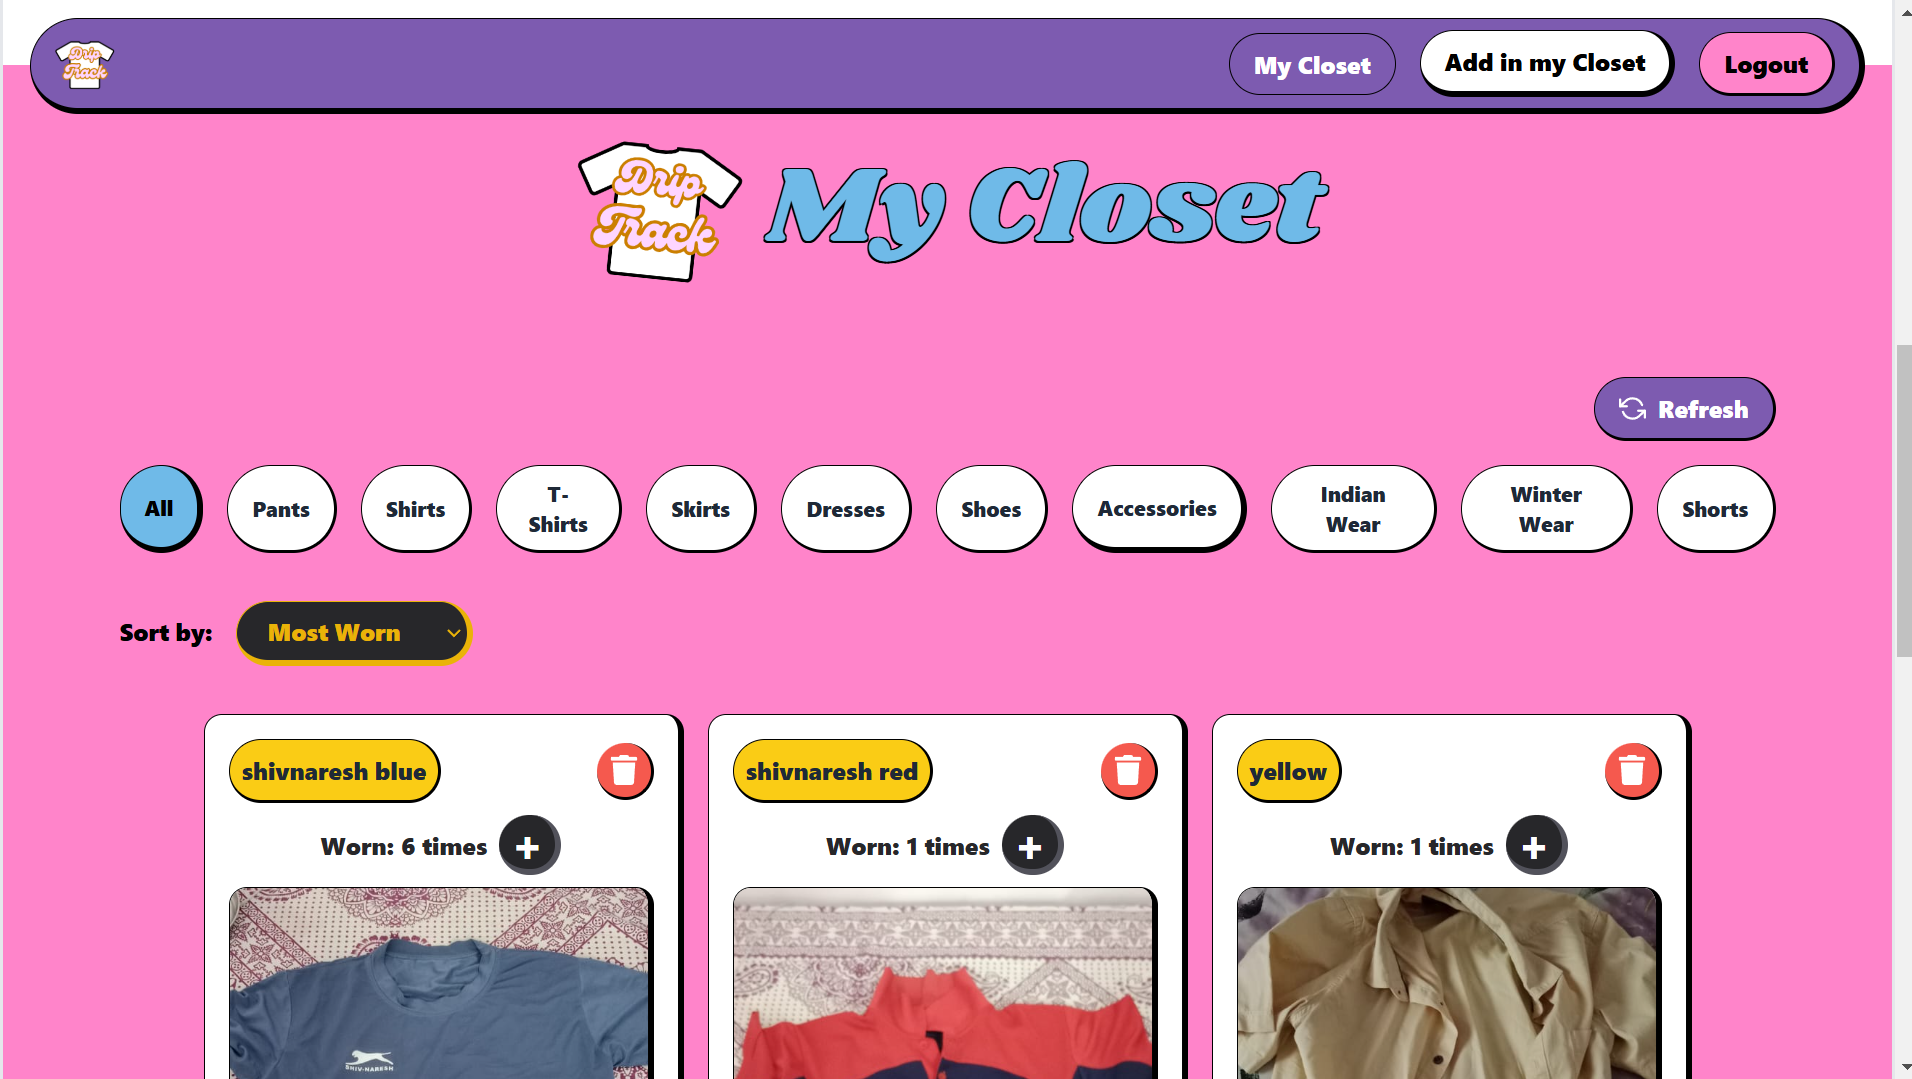 Drip
Track
My Closet
Add in my Closet
Logout
Drip
Track
My Closet
Refresh
All
Pants
Shirts
T-
Shirts
Skirts
Dresses
Shoes
Accessories
Indian
Wear
Winter
Wear
Shorts
Sort by:
Most Worn
shivnaresh blue
shivnaresh red
yellow
Worn: 6 times
Worn: 1 times
Worn: 1 times
SHIV-NARESH